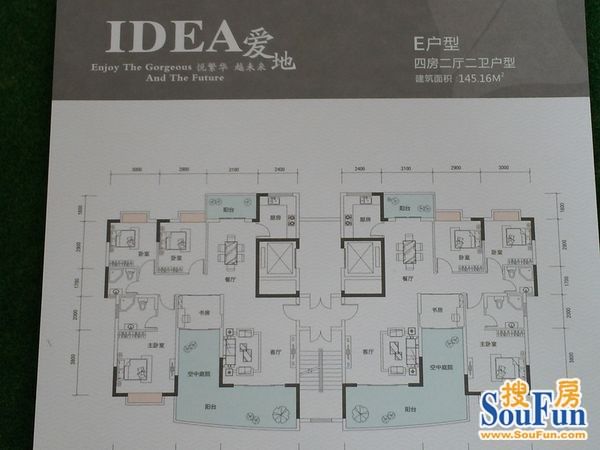 IDEA爱地
Enjoy The Gorgeous 悦繁华 越未来
And The Future
E户型
四房二厅二卫户型
建筑面积:145.16M²
3000 2900 3100 2400 2400 3100 2900 3000
阳台 厨房 厨房 阳台
卧室 卧室 卧室 卧室
餐厅 餐厅
书房 书房
主卧室 客厅 客厅 主卧室
空中庭院 空中庭院
阳台 阳台
搜房
SouFun
www.SouFun.com